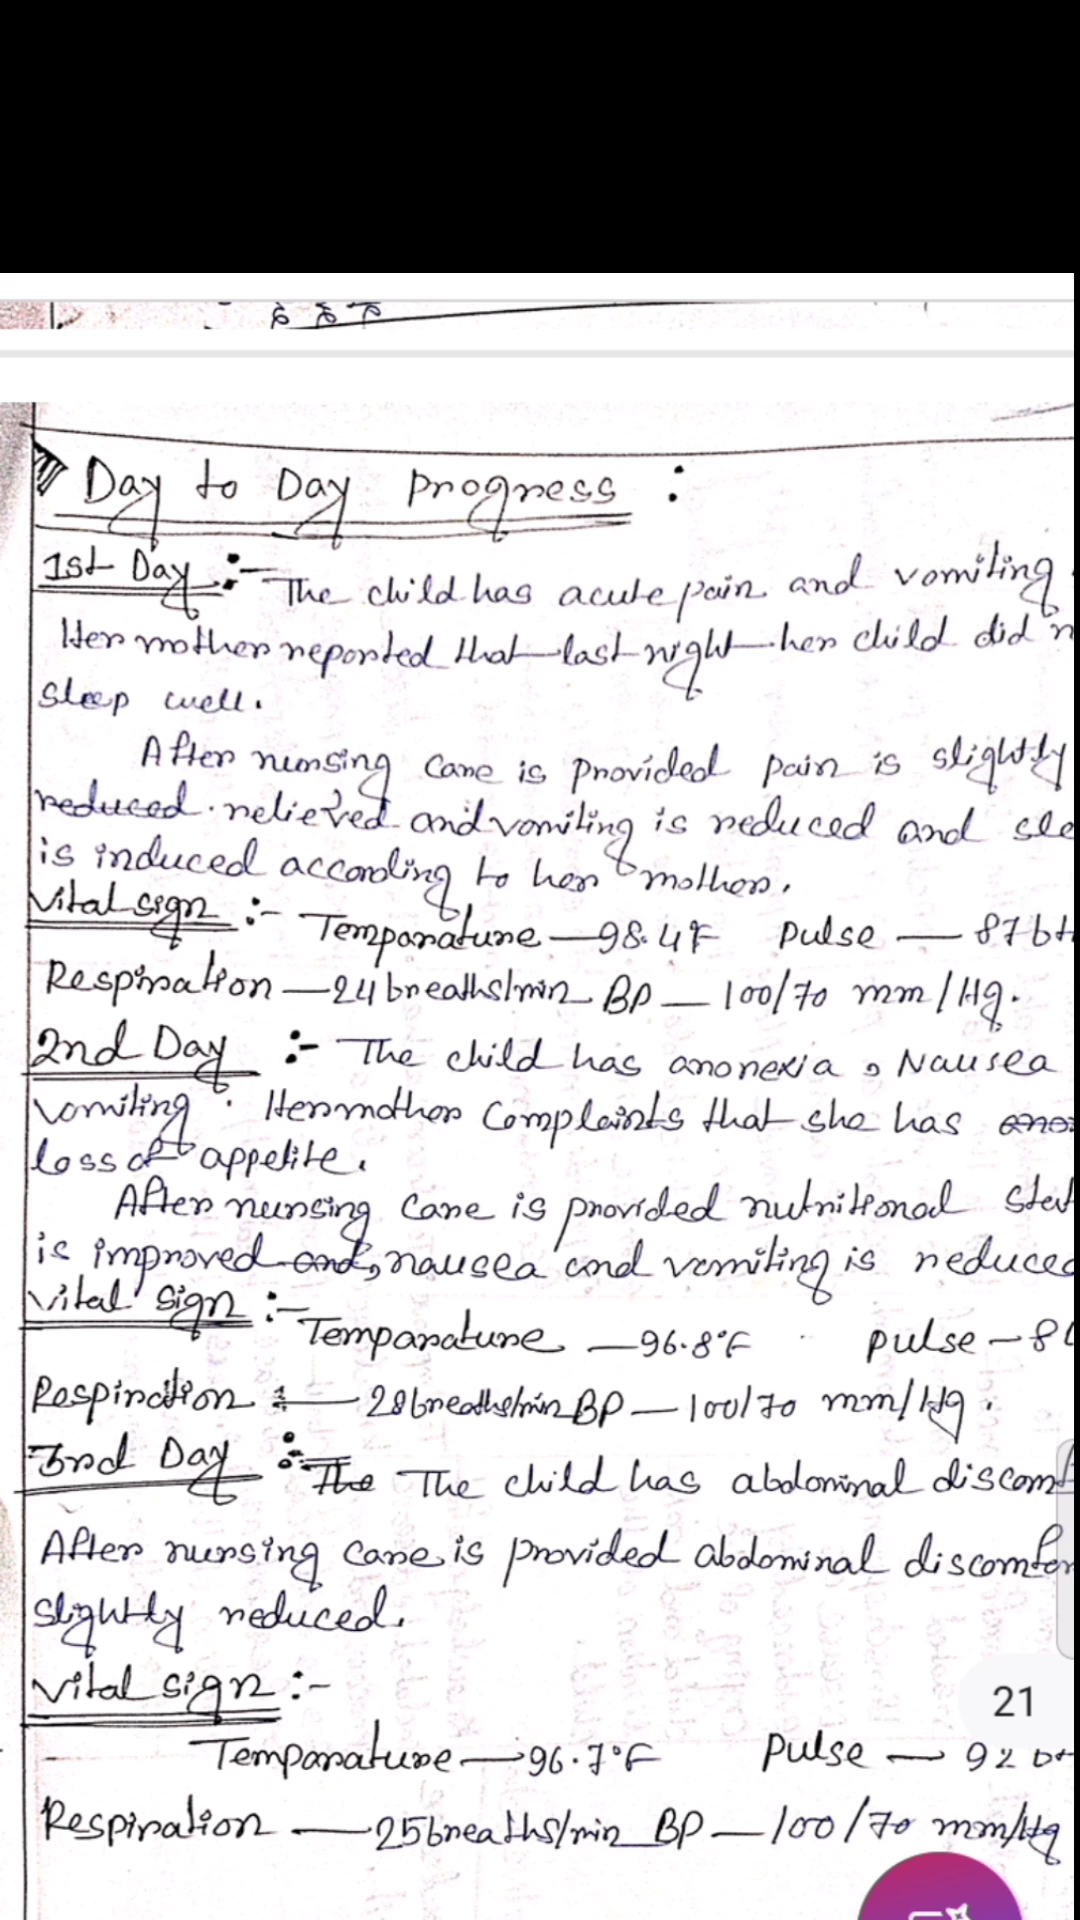 Day to Day Progress :
1st Day :- The child has acute pain and vomiting
Her mother reported that last night her child did
sleep well.
After nursing care is provided pain is slightly
reduced. relieved and vomiting is reduced and
is induced according to her mother.
Vital sign :- Temparature — 98.4°F Pulse — 87
Respiration — 24 breaths/min BP — 100/70 mm/Hg.
2nd Day :- The child has anorexia, Nausea
vomiting. Her mother complaints that she has
loss of appetite.
After nursing care is provided nutritional
is improved and, nausea and vomiting is reduced
Vital sign :- Temparature — 96.8°F pulse —
Respiration : — 28 breaths/min BP — 100/70 mm/Hg.
3nd Day :- The The child has abdominal
After nursing care is provided abdominal
slightly reduced.
Vital sign :-
21
Temparature — 96.7°F Pulse — 92
Respiration — 25 breaths/min BP — 100/70 mm/Hg